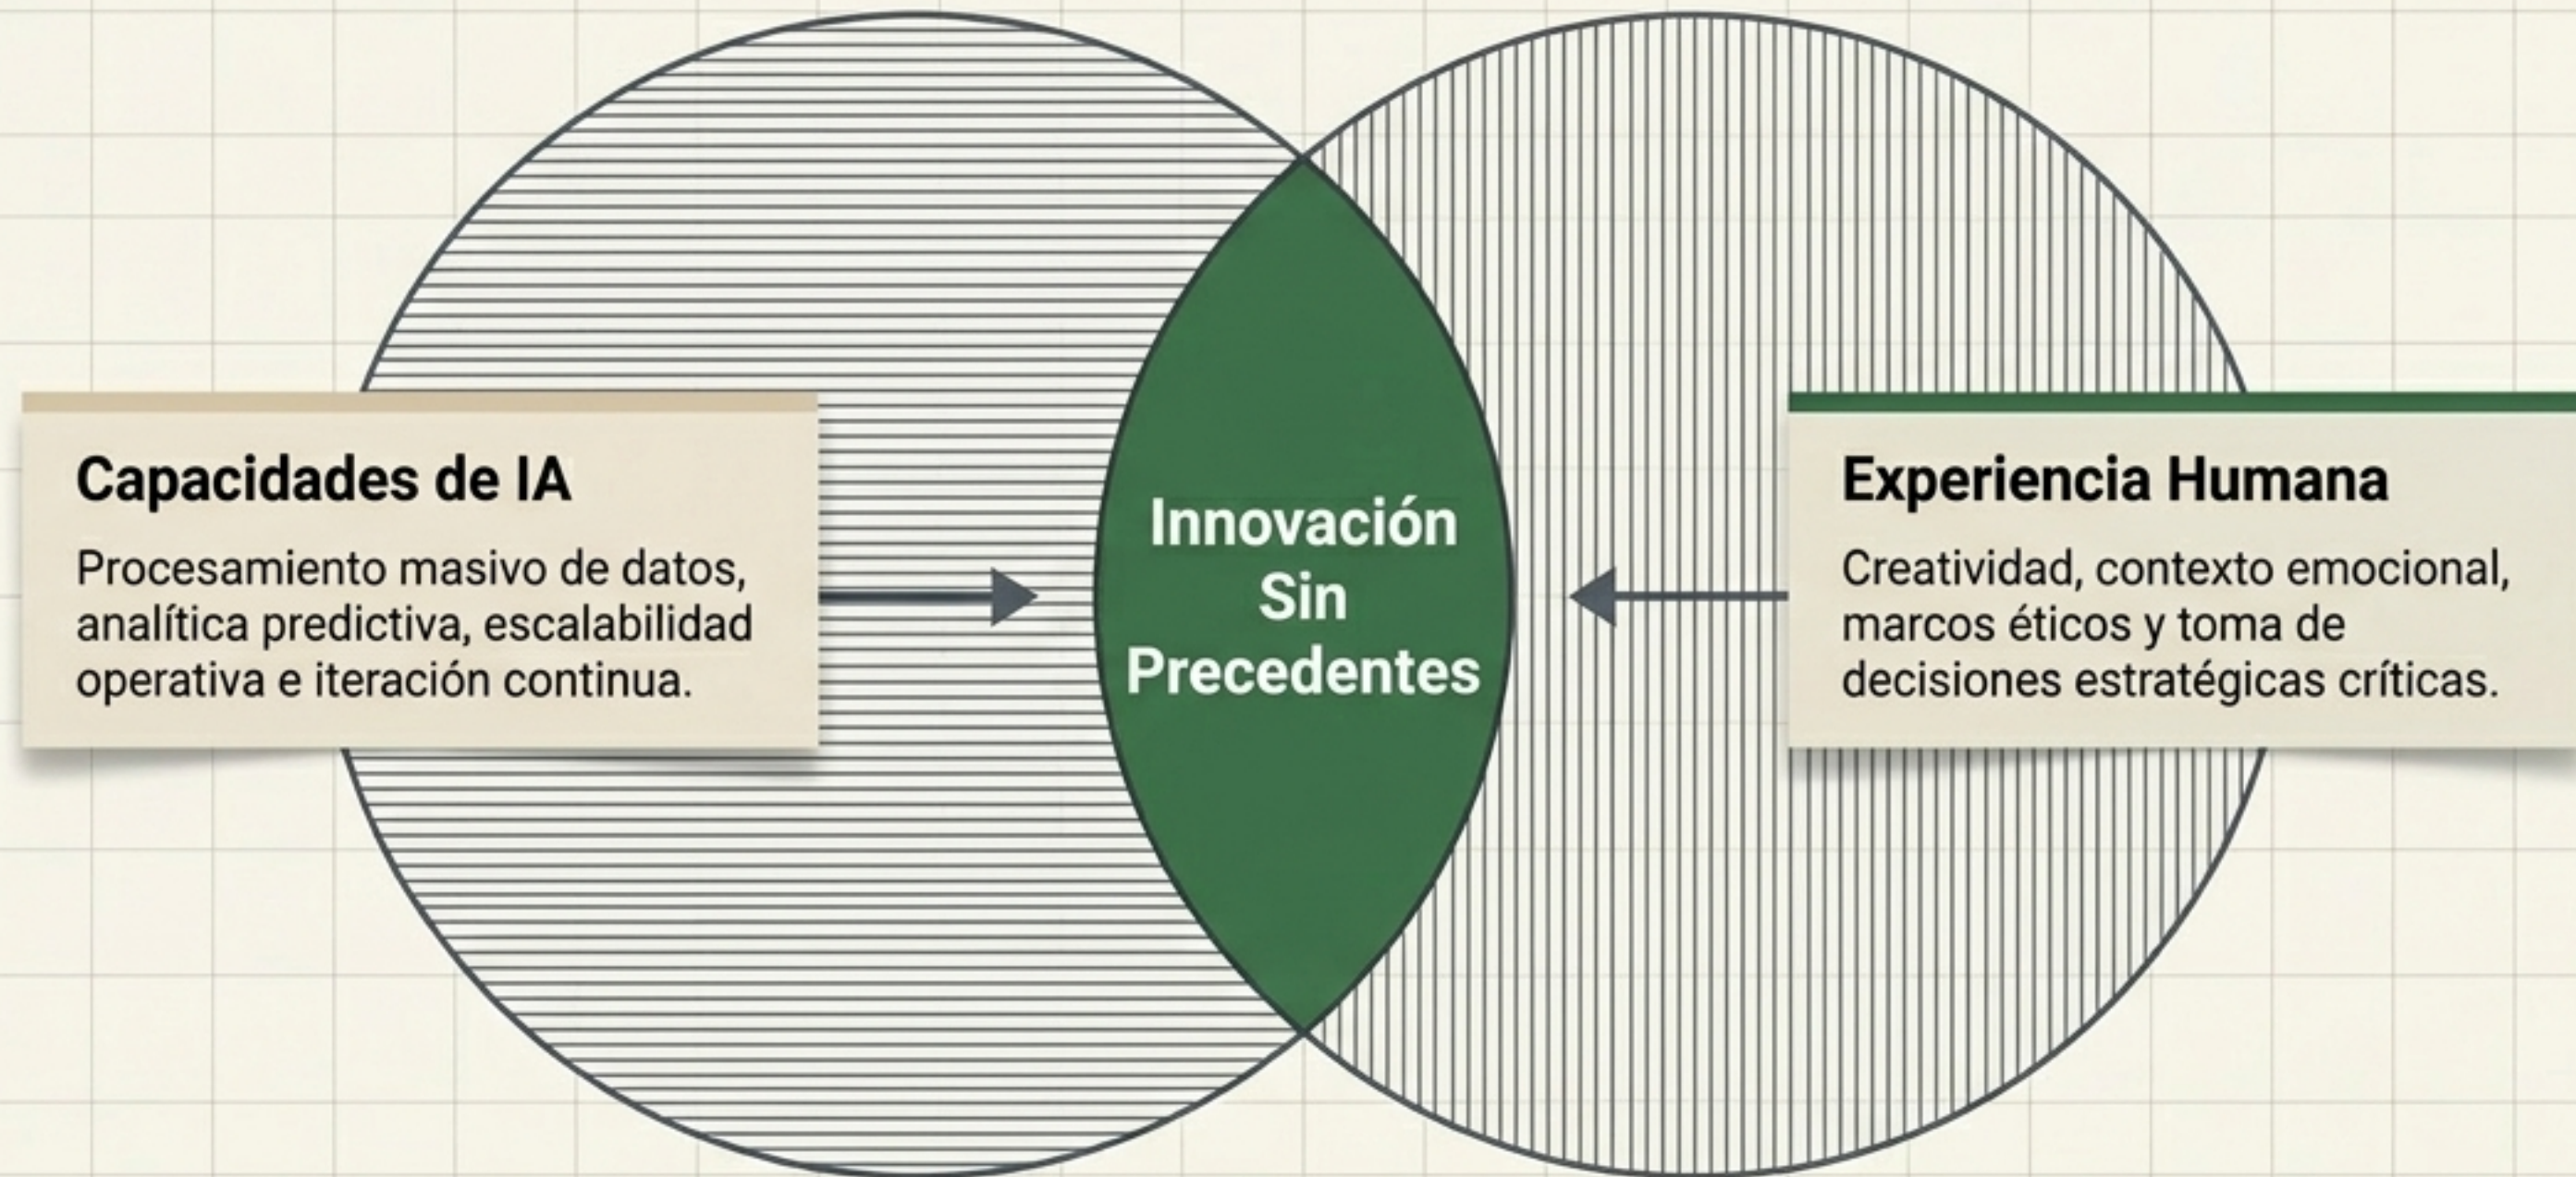 Capacidades de IA
Procesamiento masivo de datos,
analítica predictiva, escalabilidad
operativa e iteración continua.
Innovación
Sin
Precedentes
Experiencia Humana
Creatividad, contexto emocional,
marcos éticos y toma de
decisiones estratégicas críticas.